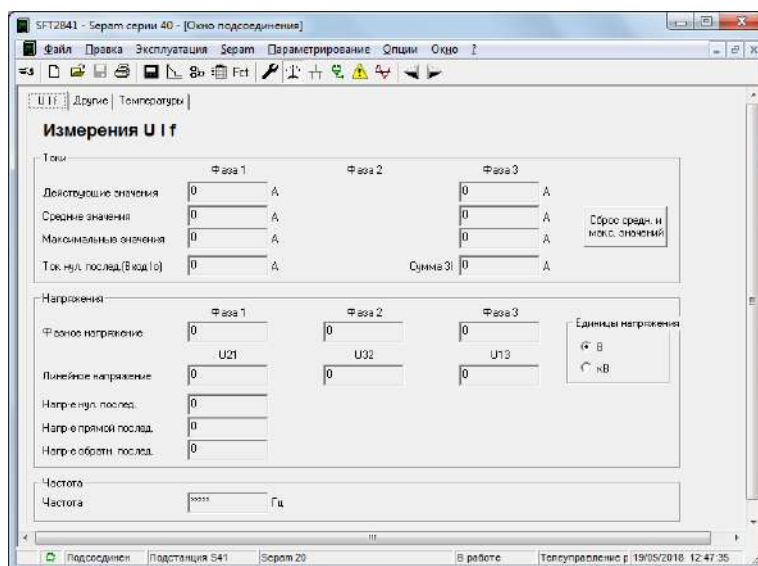 SFT2841 - Sepam серии 40 - [Окно подсоединения]
Файл Правка Эксплуатация Sepam Параметрирование Опции Окно ?
Fct
U I f Другие Температуры
Измерения U I f
Токи
Фаза 1 Фаза 2 Фаза 3
Действующие значения 0 А 0 А
Средние значения 0 А 0 А
Максимальные значения 0 А 0 А
Сброс средн. и
макс. значений
Ток нул. послед.(Вход Io) 0 А Сумма 3I 0 А
Напряжения
Фаза 1 Фаза 2 Фаза 3
Фазное напряжение 0 0 0
U21 U32 U13
Линейное напряжение 0 0 0
Напр-е нул. послед. 0
Напр-е прямой послед. 0
Напр-е обратн. послед. 0
Единицы напряжения
В
кВ
Частота
Частота ***** Гц
Подсоединен Подстанция S41 Sepam 20 В работе Телеуправление р 19/05/2018 12:47:35